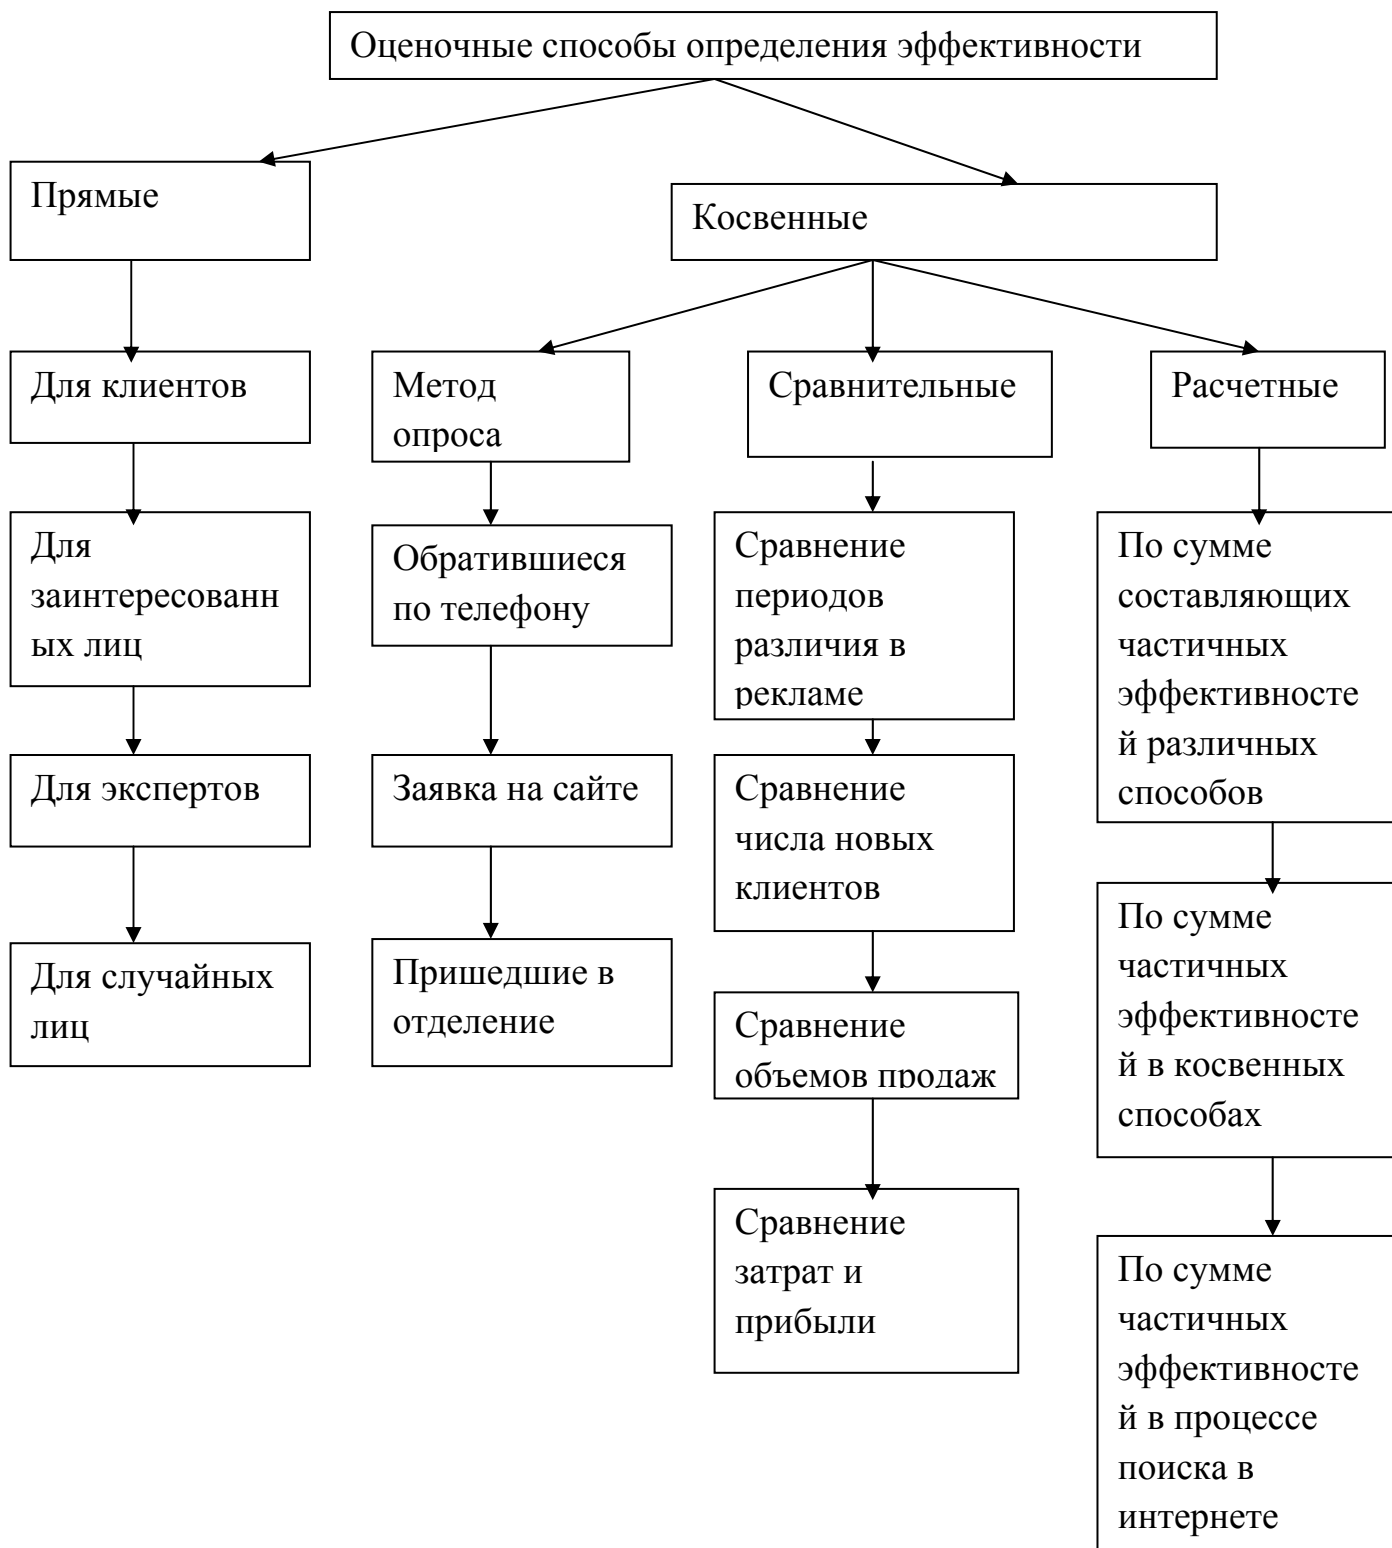 Оценочные способы определения эффективности
Прямые
Косвенные
Для клиентов
Метод
опроса
Сравнительные
Расчетные
Для
заинтересованн
ых лиц
Обратившиеся
по телефону
Сравнение
периодов
различия в
рекламе
По сумме
составляющих
частичных
эффективносте
й различных
способов
Для экспертов
Заявка на сайте
Сравнение
числа новых
клиентов
По сумме
частичных
эффективносте
й в косвенных
способах
Для случайных
лиц
Пришедшие в
отделение
Сравнение
объемов продаж
Сравнение
затрат и
прибыли
По сумме
частичных
эффективносте
й в процессе
поиска в
интернете